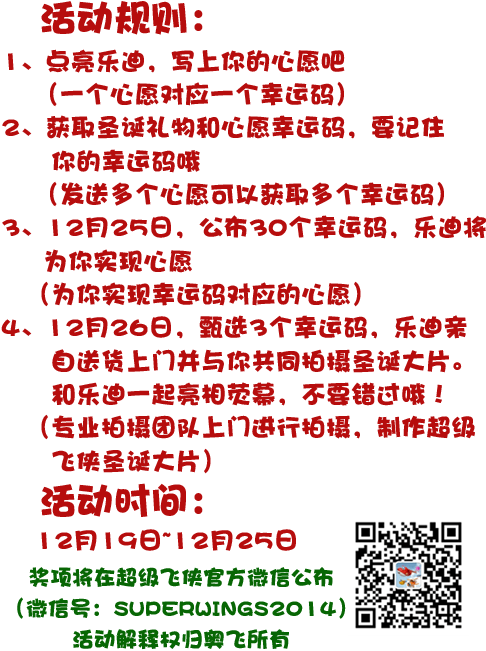 活动规则：
1、点亮乐迪，写上你的心愿吧
（一个心愿对应一个幸运码）
2、获取圣诞礼物和心愿幸运码，要记住
你的幸运码哦
（发送多个心愿可以获取多个幸运码）
3、12月25日，公布30个幸运码，乐迪将
为你实现心愿
（为你实现幸运码对应的心愿）
4、12月26日，甄选3个幸运码，乐迪亲
自送货上门并与你共同拍摄圣诞大片。
和乐迪一起亮相荧幕，不要错过哦！
（专业拍摄团队上门进行拍摄，制作超级
飞侠圣诞大片）
活动时间：
12月19日~12月25日
奖项将在超级飞侠官方微信公布
（微信号：SUPERWINGS2014）
活动解释权归奥飞所有